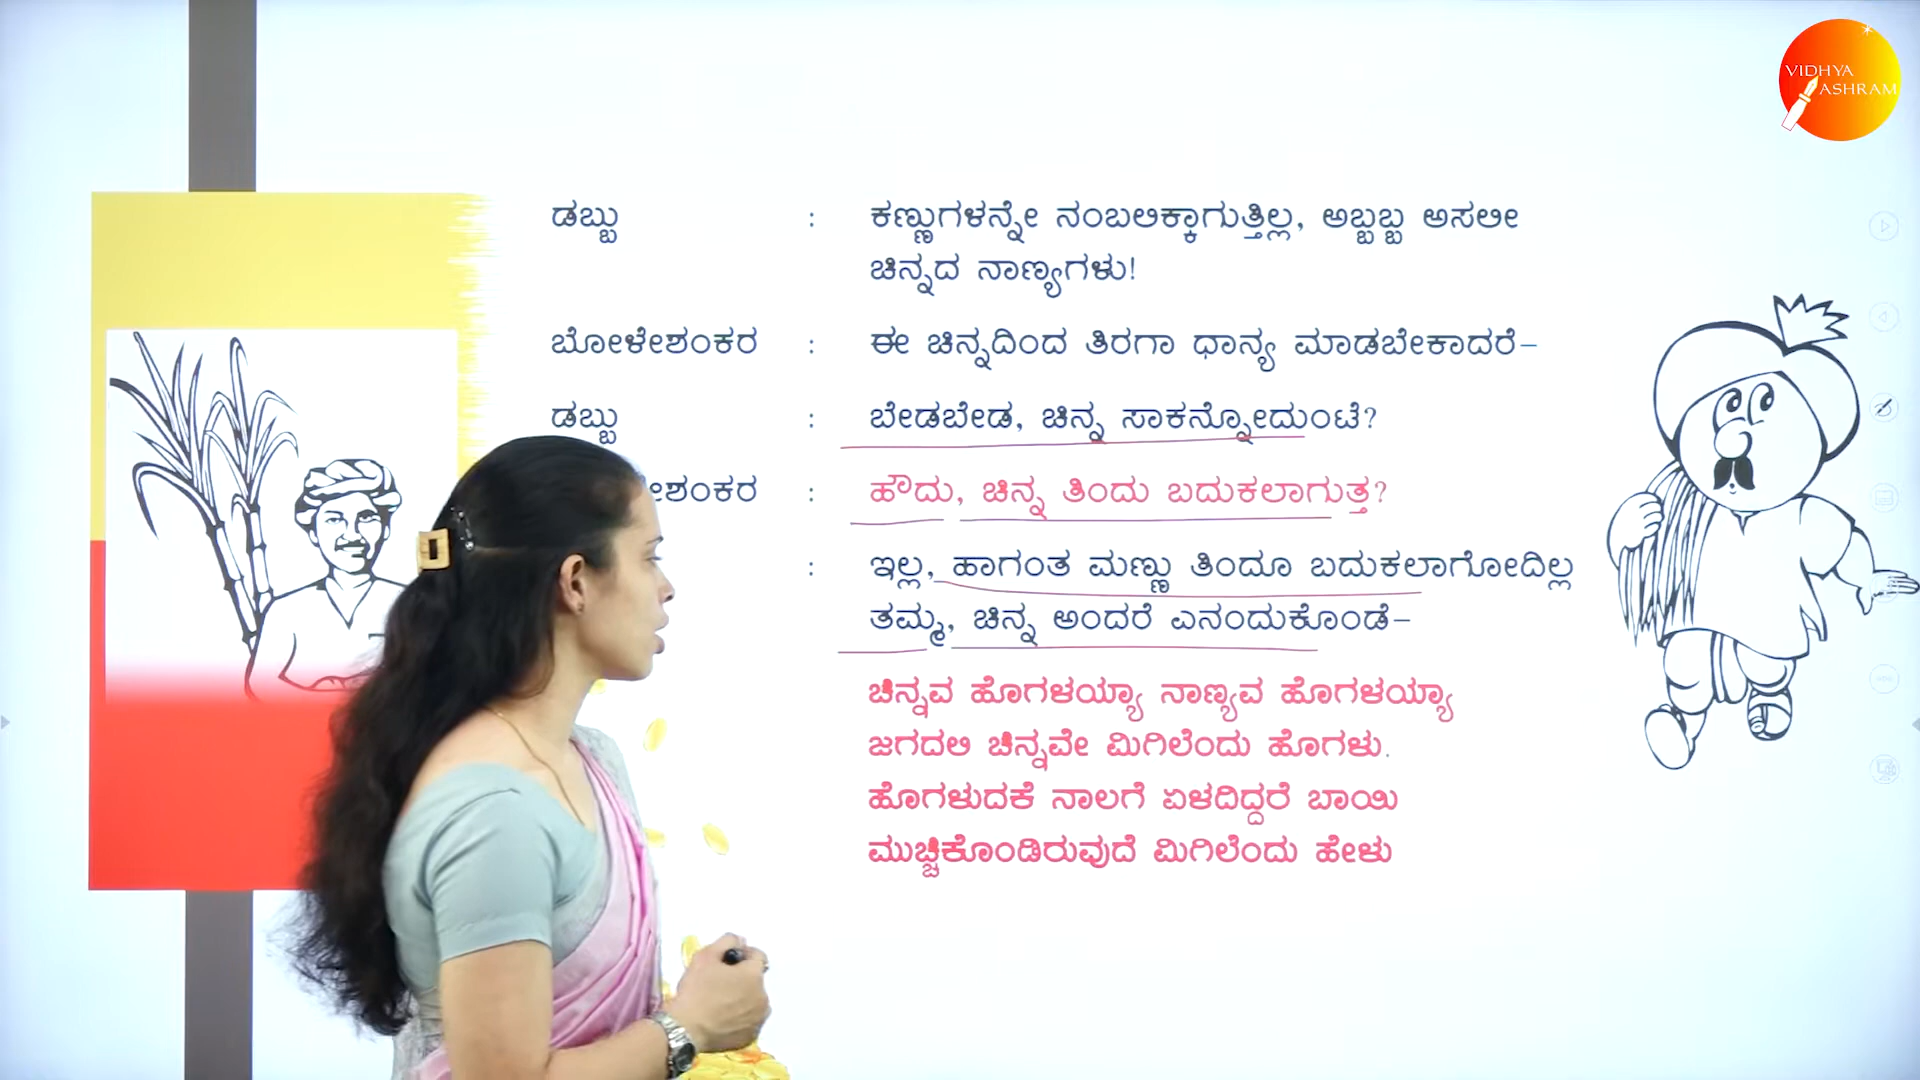 VIDHYA
ASHRAM
ಡಬ್ಬು : ಕಣ್ಣುಗಳನ್ನೇ ನಂಬಲಿಕ್ಕಾಗುತ್ತಿಲ್ಲ, ಅಬ್ಬಬ್ಬ ಅಸಲೀ
ಚಿನ್ನದ ನಾಣ್ಯಗಳು!
ಬೋಳೇಶಂಕರ : ಈ ಚಿನ್ನದಿಂದ ತಿರಗಾ ಧಾನ್ಯ ಮಾಡಬೇಕಾದರೆ–
ಡಬ್ಬು : ಬೇಡಬೇಡ, ಚಿನ್ನ ಸಾಕನ್ನೋದುಂಟೆ?
ಶಂಕರ : ಹೌದು, ಚಿನ್ನ ತಿಂದು ಬದುಕಲಾಗುತ್ತ?
: ಇಲ್ಲ, ಹಾಗಂತ ಮಣ್ಣು ತಿಂದೂ ಬದುಕಲಾಗೋದಿಲ್ಲ
ತಮ್ಮ, ಚಿನ್ನ ಅಂದರೆ ಎನಂದುಕೊಂಡೆ–
ಚಿನ್ನವ ಹೊಗಳಯ್ಯಾ ನಾಣ್ಯವ ಹೊಗಳಯ್ಯಾ
ಜಗದಲಿ ಚಿನ್ನವೇ ಮಿಗಿಲೆಂದು ಹೊಗಳು.
ಹೊಗಳುದಕೆ ನಾಲಗೆ ಏಳದಿದ್ದರೆ ಬಾಯಿ
ಮುಚ್ಚಿಕೊಂಡಿರುವುದೆ ಮಿಗಿಲೆಂದು ಹೇಳು